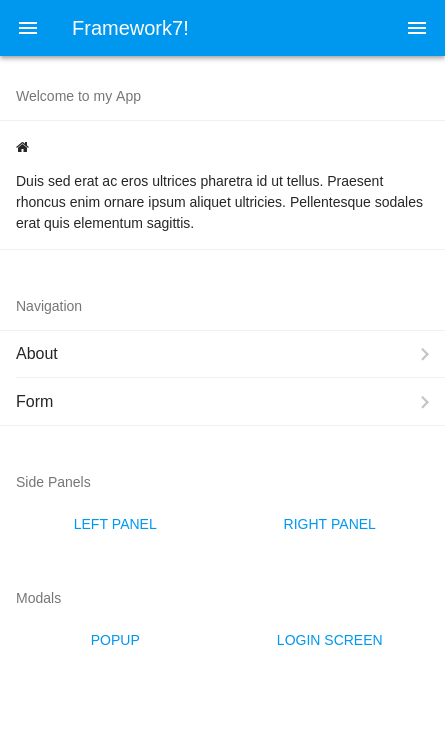 Framework7!
Welcome to my App
Duis sed erat ac eros ultrices pharetra id ut tellus. Praesent
rhoncus enim ornare ipsum aliquet ultricies. Pellentesque sodales
erat quis elementum sagittis.
Navigation
About
Form
Side Panels
LEFT PANEL RIGHT PANEL
Modals
POPUP LOGIN SCREEN